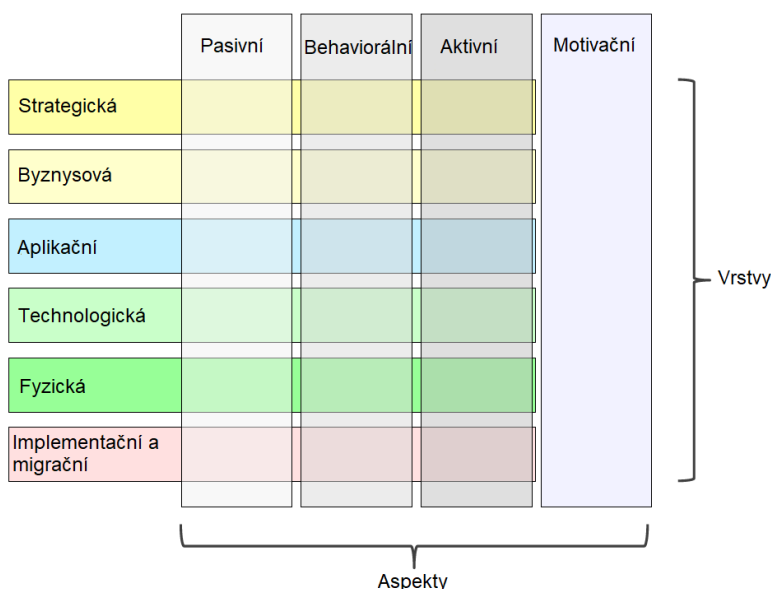 Pasivní
Behaviorální
Aktivní
Motivační
Strategická
Byznysová
Aplikační
Technologická
Fyzická
Implementační a
migrační
Vrstvy
Aspekty